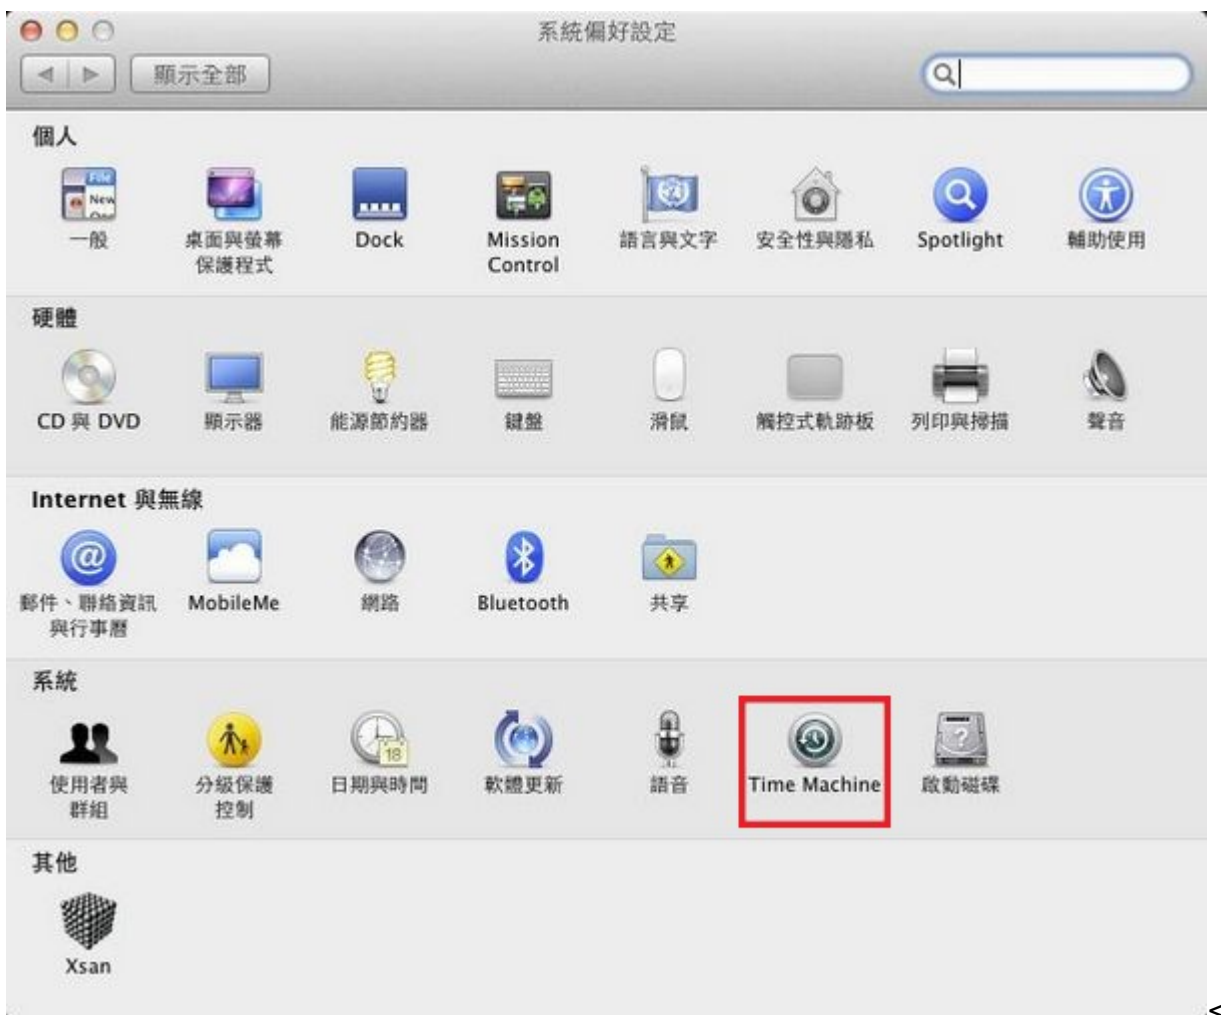 系統偏好設定
顯示全部
個人
File
New
一般
桌面與螢幕
保護程式
Dock
Mission
Control
語言與文字
安全性與隱私
Spotlight
輔助使用
硬體
CD 與 DVD
顯示器
能源節約器
鍵盤
滑鼠
觸控式軌跡板
列印與掃描
聲音
Internet 與無線
@
郵件、聯絡資訊
與行事曆
MobileMe
網路
Bluetooth
共享
系統
使用者與
群組
分級保護
控制
18
日期與時間
軟體更新
語音
Time Machine
?
啟動磁碟
其他
Xsan
<